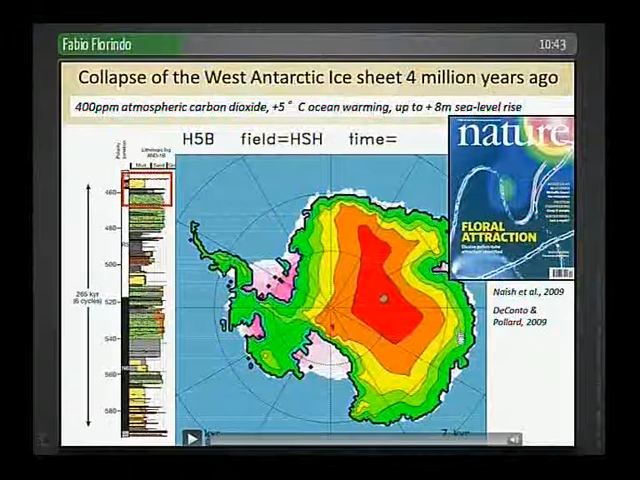 Fabio Florindo
10:43
Collapse of the West Antarctic Ice sheet 4 million years ago
400ppm atmospheric carbon dioxide, +5° C ocean warming, up to + 8m sea-level rise
H5B field=HSH time=
nature
FLORAL
ATTRACTION
Naish et al., 2009
DeConto &
Pollard, 2009
460
480
500
265 kyr
520
(6 cycles)
540
560
580